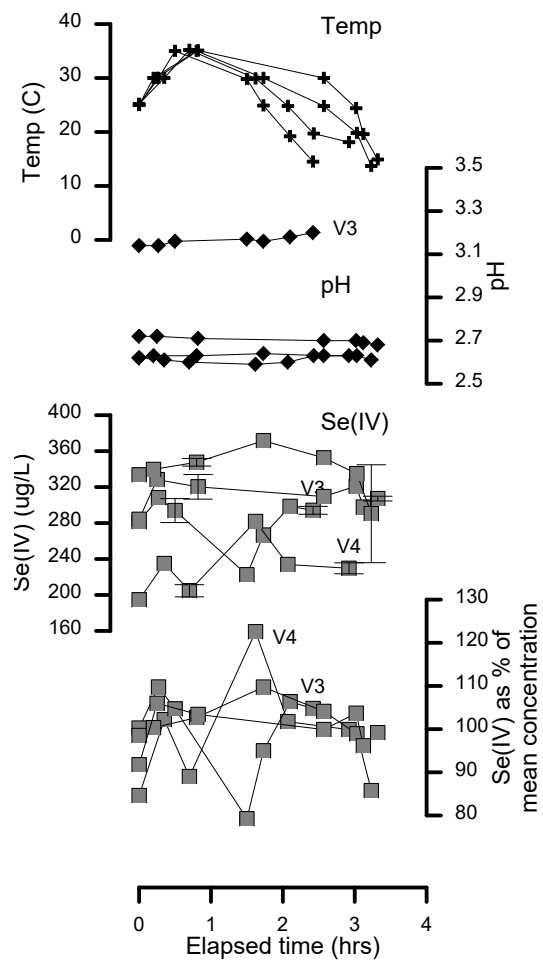 40
Temp
30
20
10
0
Temp (C)
3.5
3.3
3.1
2.9
2.7
2.5
pH
V3
pH
400
360
320
280
240
200
160
Se(IV) (ug/L)
Se(IV)
V3
V4
130
120
110
100
90
80
Se(IV) as % of
mean concentration
V4
V3
0 1 2 3 4
Elapsed time (hrs)